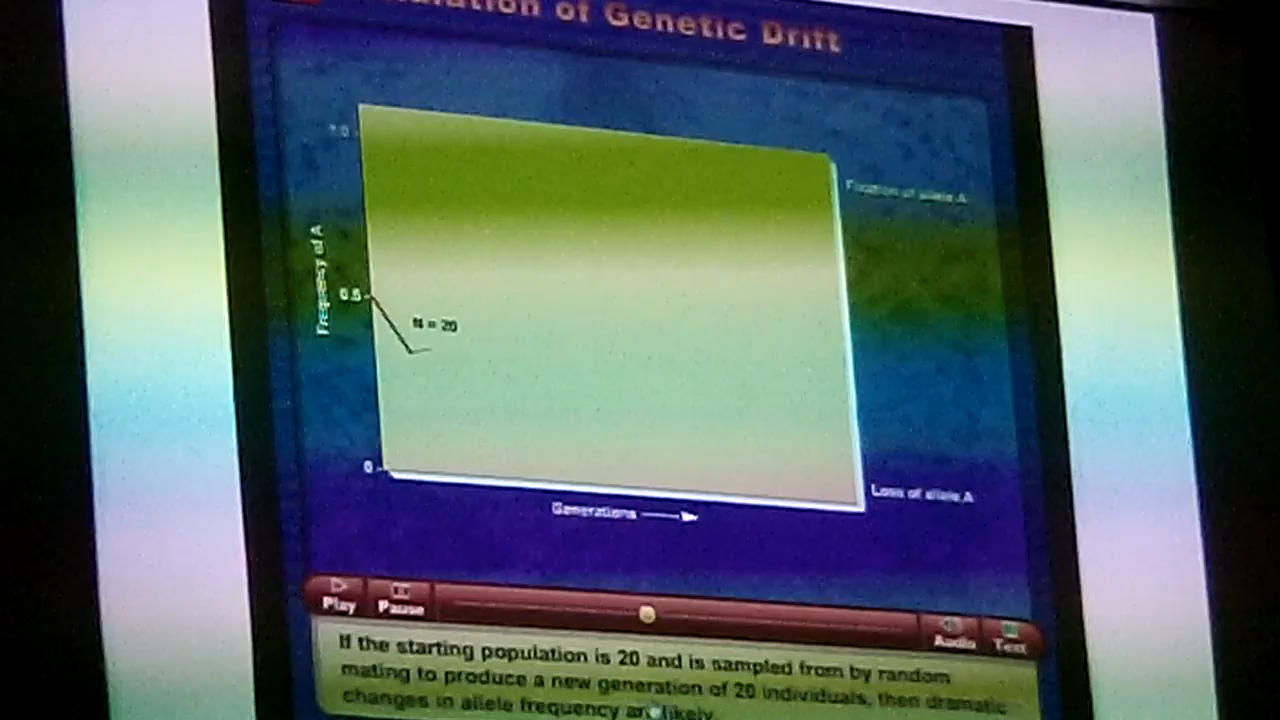 of Genetic Drift
1.0
Fixation of allele A
Frequency of A
0.5
N = 20
0
Loss of allele A
Generations
Play
Pause
Audio
Text
If the starting population is 20 and is sampled from by random
mating to produce a new generation of 20 individuals, then dramatic
changes in allele frequency are likely.